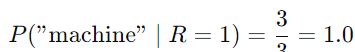 P("machine" | R = 1) = 3/3 = 1.0